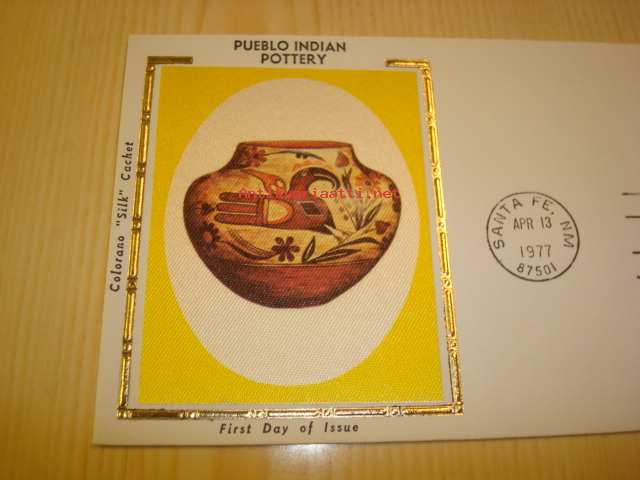 PUEBLO INDIAN
POTTERY
Colorano "Silk" Cachet
First Day of Issue
SANTA FE, NM
APR 13
1977
87501